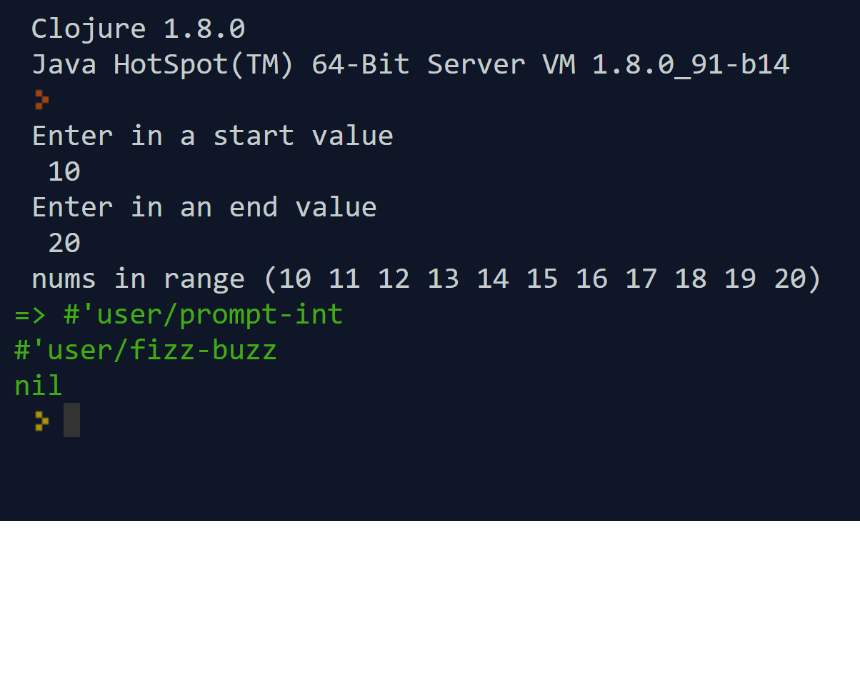 Clojure 1.8.0
Java HotSpot(TM) 64-Bit Server VM 1.8.0_91-b14
>
Enter in a start value
10
Enter in an end value
20
nums in range (10 11 12 13 14 15 16 17 18 19 20)
=> #'user/prompt-int
#'user/fizz-buzz
nil
>